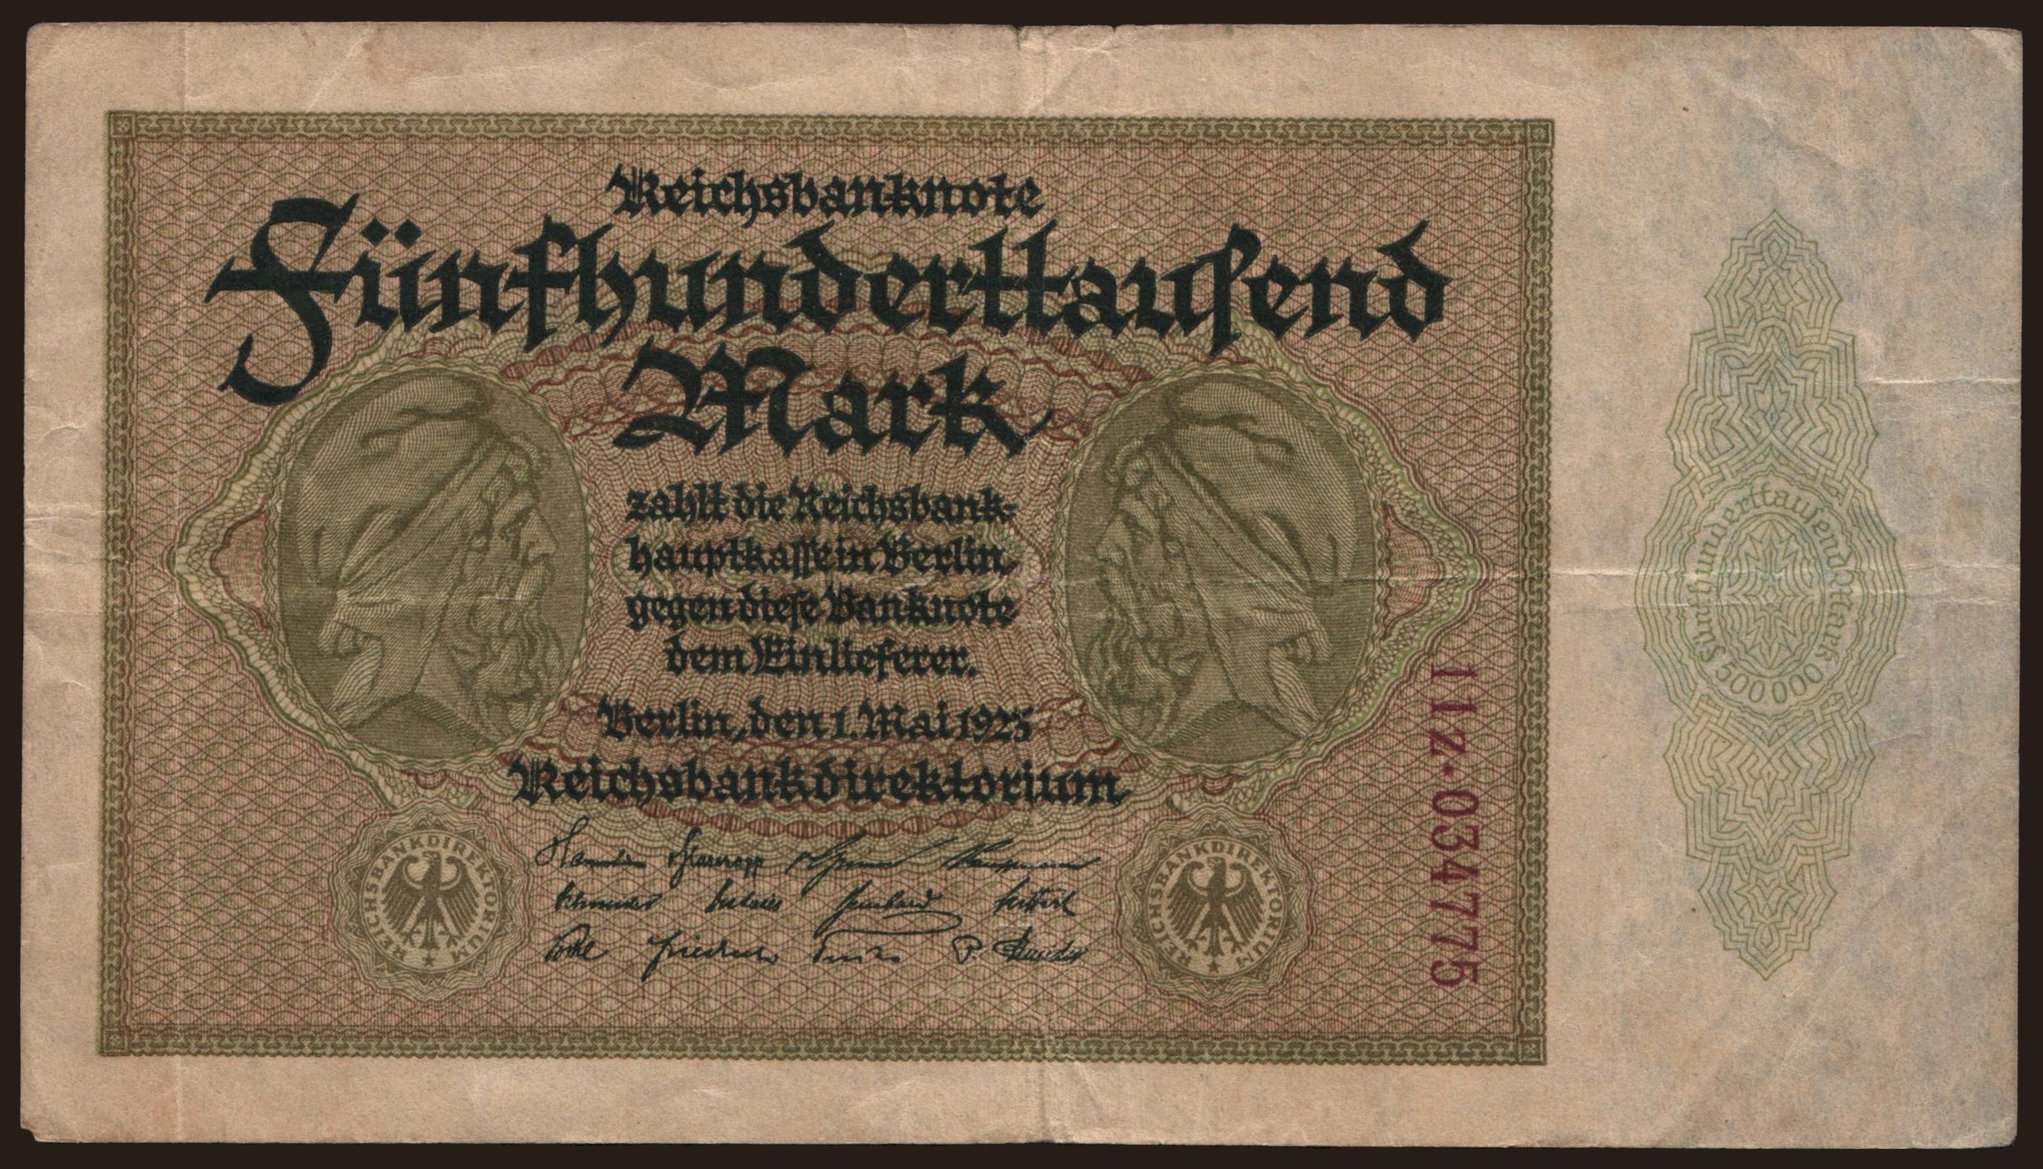 Reichsbanknote
Fünfhunderttauſend
Mark
zahlt die Reichsbank-
hauptkaſſe in Berlin
gegen dieſe Banknote
dem Einlieferer.
Berlin, den 1. Mai 1923
Reichsbankdirektorium
REICHSBANKDIREKTORIUM
REICHSBANKDIREKTORIUM
11Z·034775
Fünfhunderttauſend Mark 500000